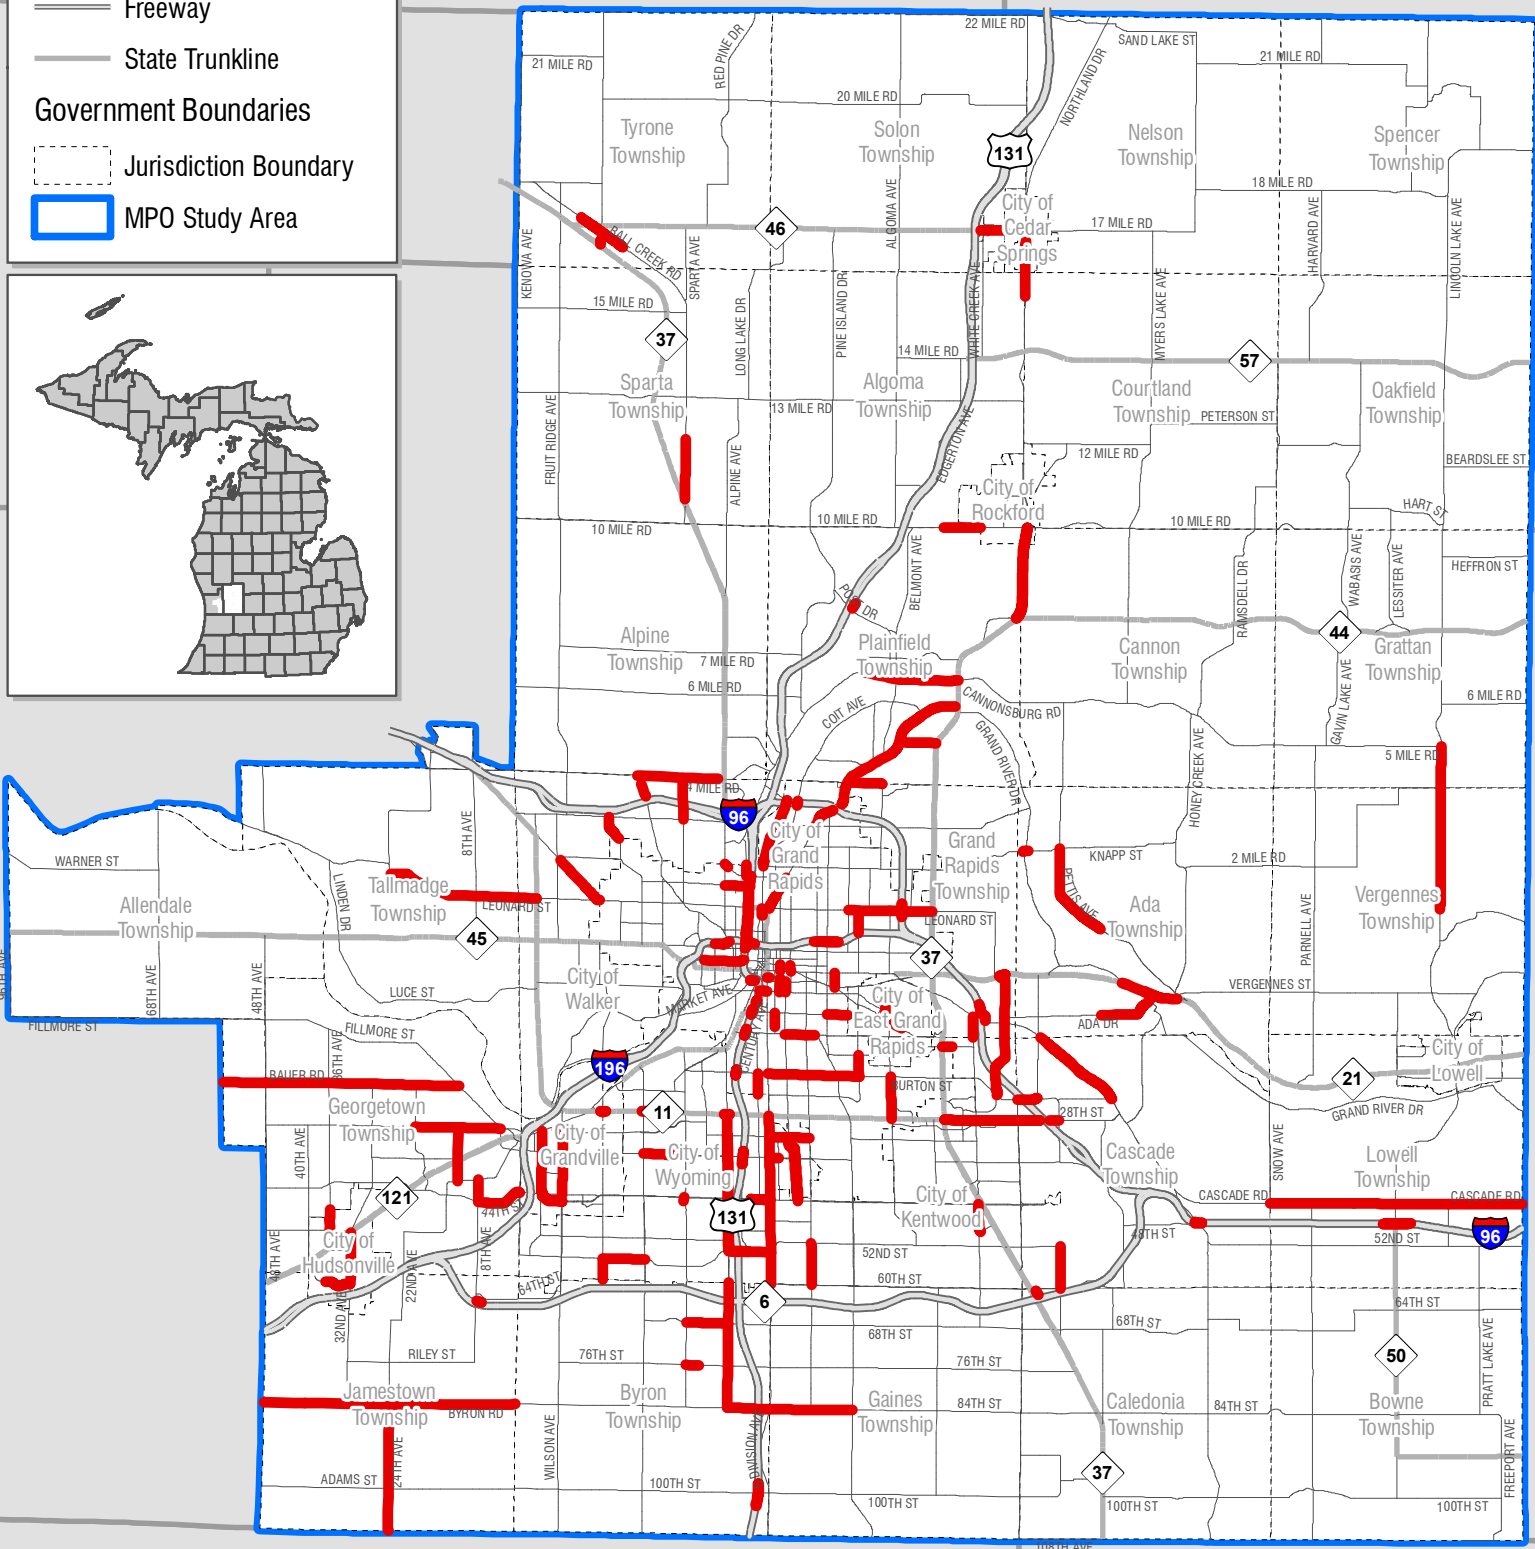 Freeway
State Trunkline
Government Boundaries
Jurisdiction Boundary
MPO Study Area
22 MILE RD
SAND LAKE ST
21 MILE RD
RED PINE DR
21 MILE RD
20 MILE RD
NORTHLAND DR
Tyrone
Township
Solon
Township
131
Nelson
Township
Spencer
Township
18 MILE RD
ALGOMA AVE
City of
Cedar
Springs
17 MILE RD
HARVARD AVE
LINCOLN LAKE AVE
46
BALL CREEK RD
KENOWA AVE
SPARTA AVE
15 MILE RD
LONG LAKE DR
PINE ISLAND DR
WHITE CREEK AVE
MYERS LAKE AVE
37
14 MILE RD
57
Sparta
Township
Algoma
Township
Courtland
Township
Oakfield
Township
13 MILE RD
PETERSON ST
FRUIT RIDGE AVE
ALPINE AVE
EDGERTON AVE
12 MILE RD
BEARDSLEE ST
City of
Rockford
HART ST
10 MILE RD
10 MILE RD
10 MILE RD
BELMONT AVE
RAMSDELL DR
WABASIS AVE
LESSITER AVE
HEFFRON ST
Alpine
Township
Plainfield
Township
Cannon
Township
44
Grattan
Township
7 MILE RD
6 MILE RD
6 MILE RD
COIT AVE
CANNONSBURG RD
GAVIN LAKE AVE
GRAND RIVER DR
HONEY CREEK AVE
5 MILE RD
4 MILE RD
96
City of
Grand
Rapids
Grand
Rapids
Township
8TH AVE
WARNER ST
KNAPP ST
2 MILE RD
LINDEN DR
Tallmadge
Township
LEONARD ST
PETTIS AVE
Allendale
Township
Ada
Township
Vergennes
Township
LEONARD ST
PARNELL AVE
45
37
68TH AVE
48TH AVE
City of
Walker
LUCE ST
MARKET AVE
VERGENNES ST
City of
East Grand
Rapids
FILLMORE ST
FILLMORE ST
ADA DR
CENTURY AVE
City of
Lowell
196
BAUER RD
BURTON ST
21
Georgetown
Township
11
28TH ST
GRAND RIVER DR
City of
Grandville
City of
Wyoming
40TH AVE
Cascade
Township
SNOW AVE
Lowell
Township
121
44TH ST
131
City of
Kentwood
CASCADE RD
CASCADE RD
96
City of
Hudsonville
48TH AVE
22ND AVE
8TH AVE
52ND ST
48TH ST
52ND ST
64TH ST
60TH ST
6
32ND AVE
64TH ST
68TH ST
68TH ST
RILEY ST
76TH ST
76TH ST
50
PRATT LAKE AVE
Jamestown
Township
BYRON RD
Byron
Township
Gaines
Township
84TH ST
Caledonia
Township
84TH ST
Bowne
Township
WILSON AVE
DIVISION AVE
24TH AVE
FREEPORT AVE
ADAMS ST
100TH ST
37
100TH ST
100TH ST
100TH ST
108TH AVE